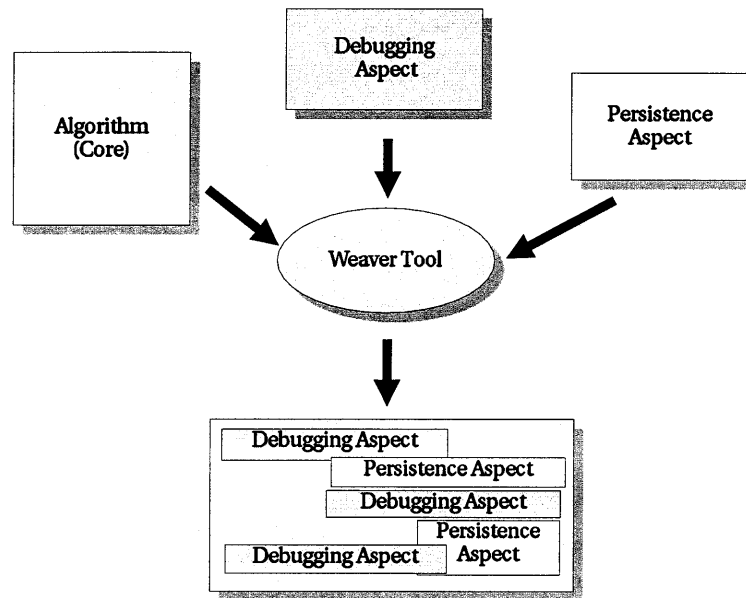 Debugging
Aspect
Algorithm
(Core)
Persistence
Aspect
Weaver Tool
Debugging Aspect
Persistence Aspect
Debugging Aspect
Persistence
Aspect
Debugging Aspect